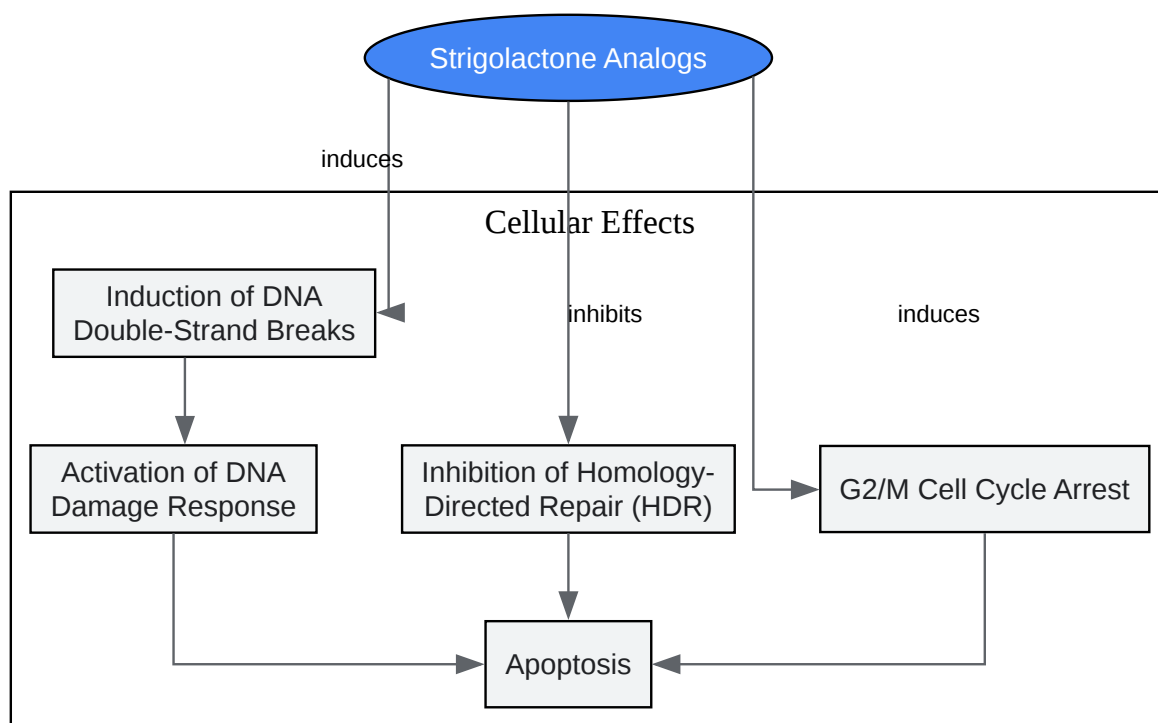 Strigolactone Analogs
induces
Cellular Effects
Induction of DNA
Double-Strand Breaks
inhibits
induces
Activation of DNA
Damage Response
Inhibition of Homology-
Directed Repair (HDR)
G2/M Cell Cycle Arrest
Apoptosis